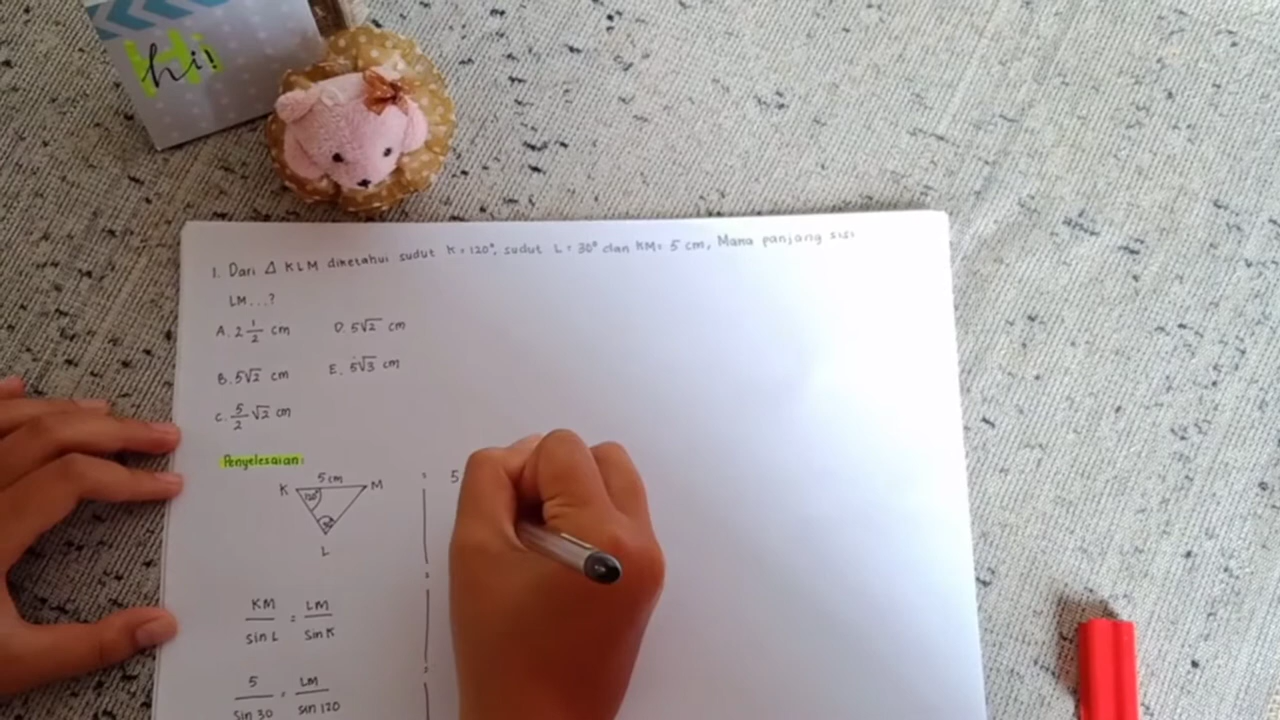 hi!
1. Dari △ KLM diketahui sudut K = 120°, sudut L = 30° dan KM = 5 cm, Mana panjang sisi
LM...?
A. 2 1/2 cm
D. 5√2 cm
B. 5√2 cm
E. 5√3 cm
C. 5/2 √2 cm
Penyelesaian:
5 cm
K
M
120°
L
KM/sin L = LM/sin K
5/sin 30 = LM/sin 120
: 5